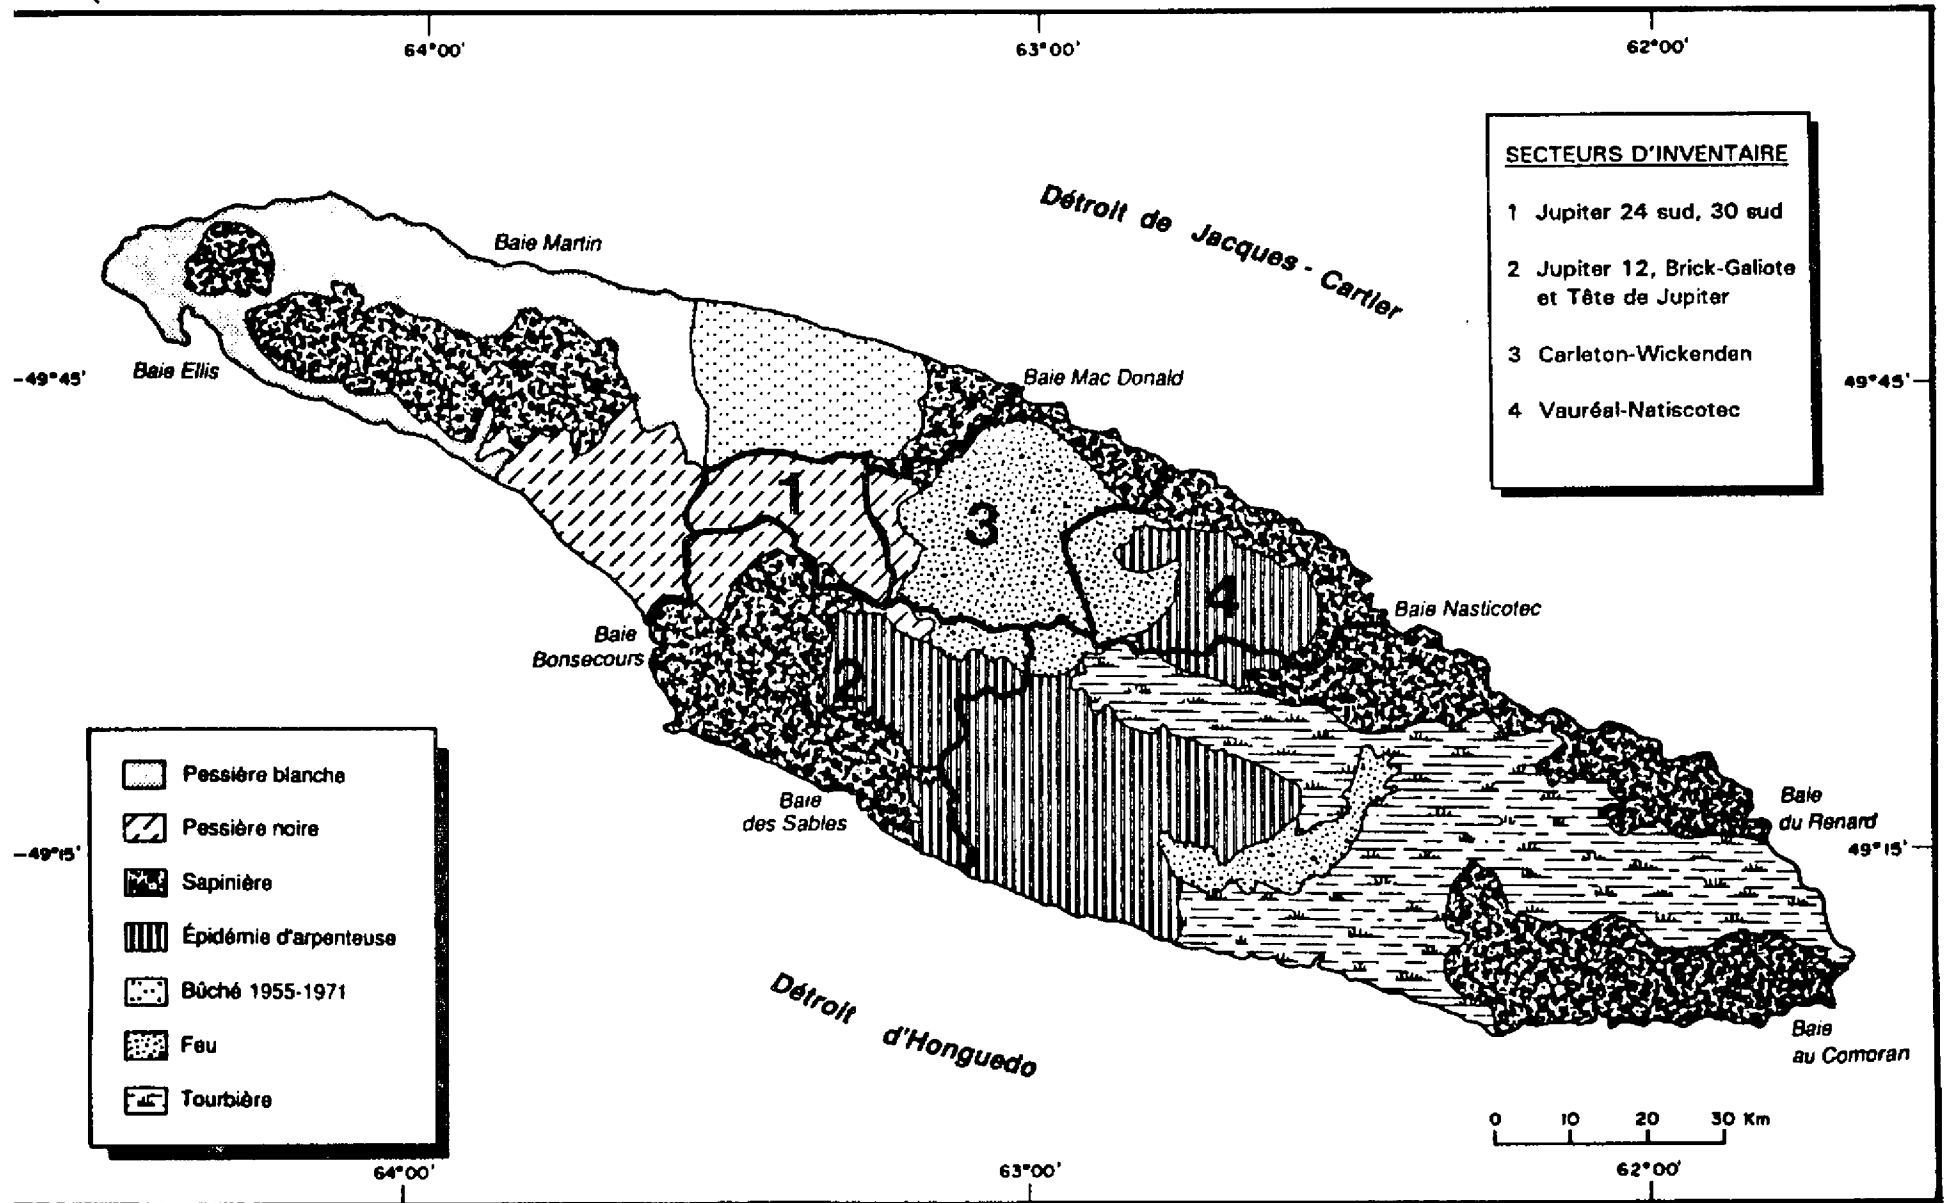 64°00'
63°00'
62°00'
SECTEURS D'INVENTAIRE
1 Jupiter 24 sud, 30 sud
2 Jupiter 12, Brick-Galiote
et Tête de Jupiter
3 Carleton-Wickenden
4 Vauréal-Natiscotec
Détroit de Jacques-Cartier
Baie Martin
Baie Ellis
Baie Mac Donald
-49°45'
49°45'-
1
3
4
2
Baie Nasticotec
Baie
Bonsecours
Baie
des Sables
Baie
du Renard
-49°15'
49°15'-
Pessière blanche
Pessière noire
Sapinière
Épidémie d'arpenteuse
Bûché 1955-1971
Feu
Tourbière
Détroit d'Honguedo
Baie
au Comoran
0 10 20 30 Km
64°00'
63°00'
62°00'